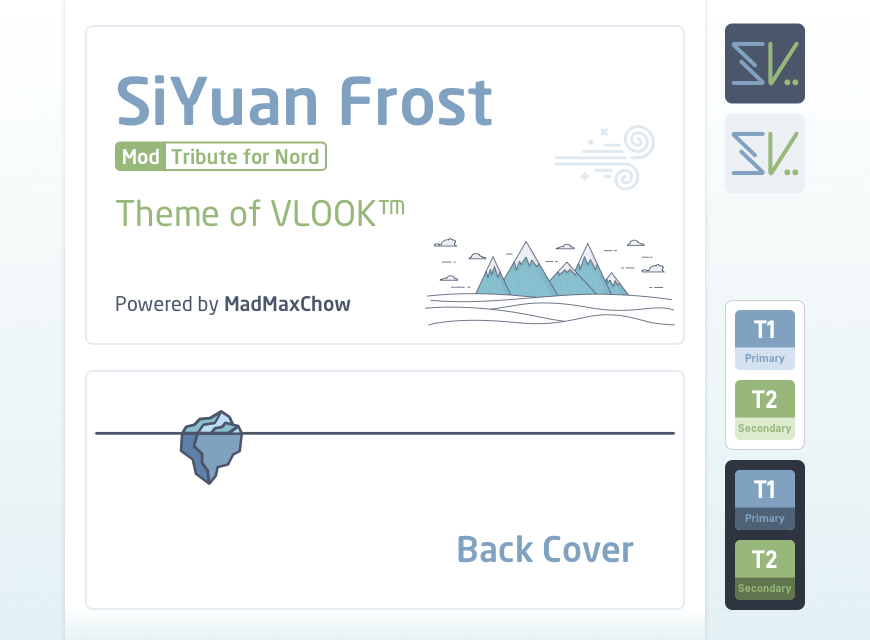 SiYuan Frost
Mod Tribute for Nord
Theme of VLOOK™
Powered by MadMaxChow
Back Cover
T1
Primary
T2
Secondary
T1
Primary
T2
Secondary